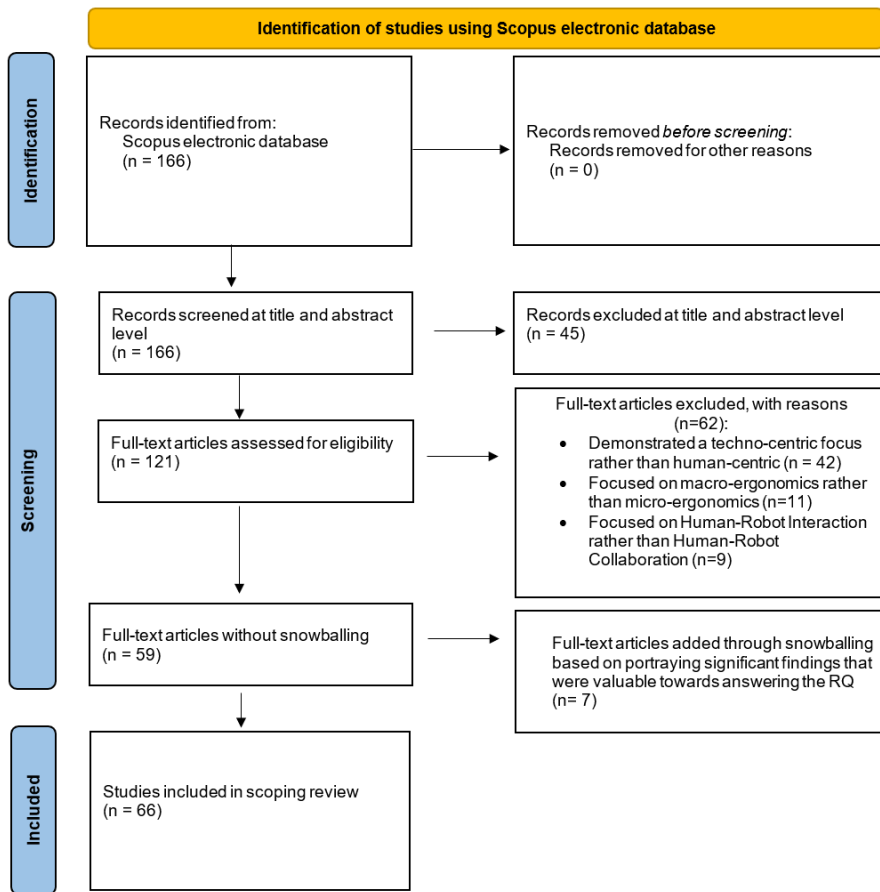 Identification of studies using Scopus electronic database
Identification
Records identified from:
Scopus electronic database
(n = 166)
Records removed before screening:
Records removed for other reasons
(n = 0)
Screening
Records screened at title and abstract
level
(n = 166)
Records excluded at title and abstract level
(n = 45)
Full-text articles assessed for eligibility
(n = 121)
Full-text articles excluded, with reasons
(n=62):
• Demonstrated a techno-centric focus
rather than human-centric (n = 42)
• Focused on macro-ergonomics rather
than micro-ergonomics (n=11)
• Focused on Human-Robot Interaction
rather than Human-Robot
Collaboration (n=9)
Full-text articles without snowballing
(n = 59)
Full-text articles added through snowballing
based on portraying significant findings that
were valuable towards answering the RQ
(n= 7)
Included
Studies included in scoping review
(n = 66)